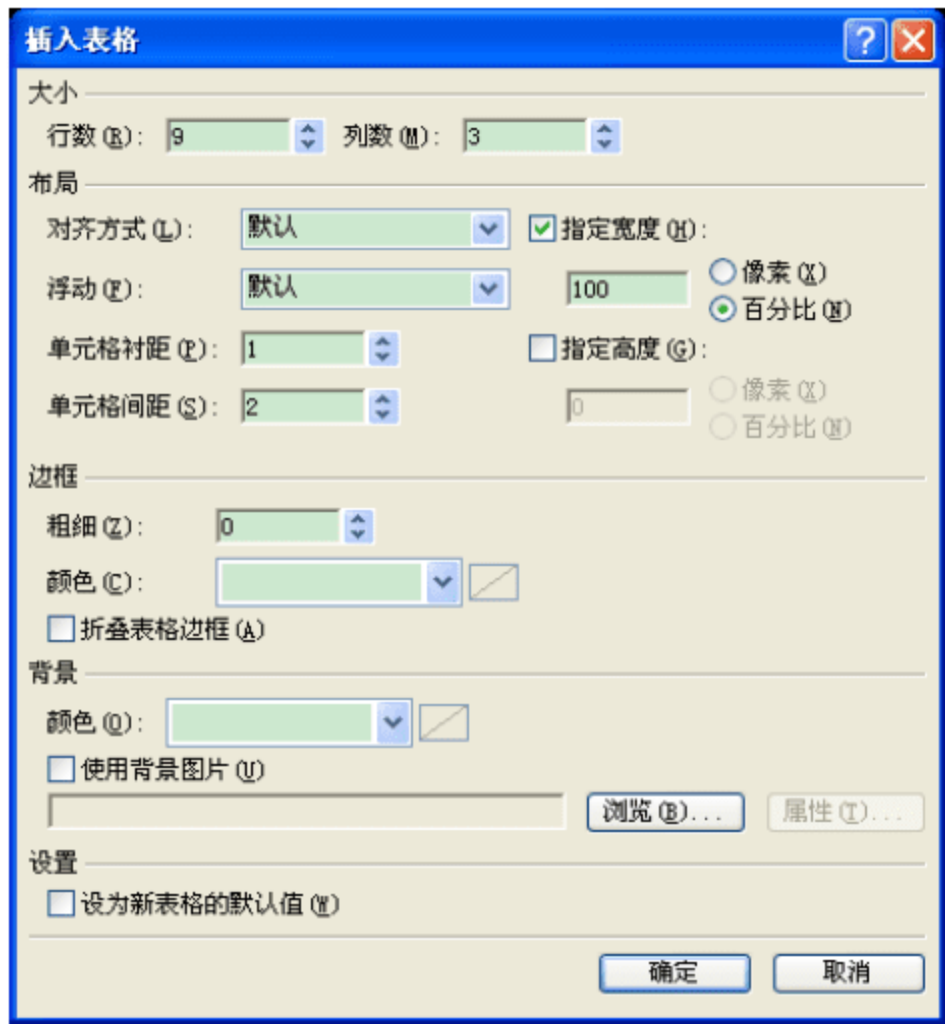 插入表格
大小
行数(R): 9 列数(M): 3
布局
对齐方式(L): 默认 指定宽度(H):
浮动(F): 默认 100 像素(X)
百分比(N)
单元格衬距(P): 1 指定高度(G):
单元格间距(S): 2 0 像素(X)
百分比(N)
边框
粗细(Z): 0
颜色(C):
折叠表格边框(A)
背景
颜色(O):
使用背景图片(U)
浏览(B)... 属性(T)...
设置
设为新表格的默认值(W)
确定 取消